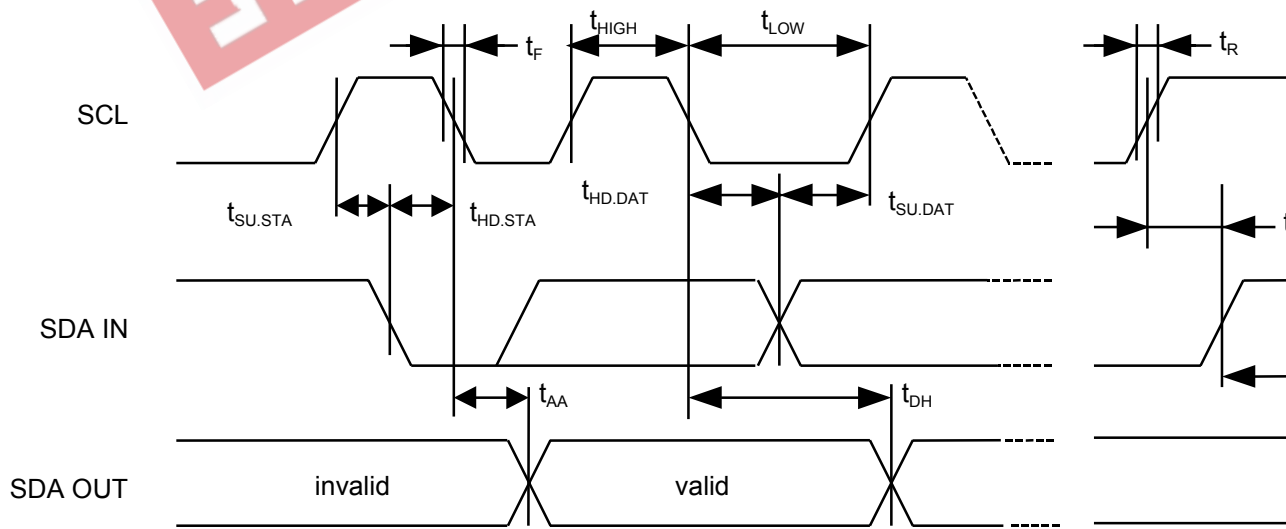 tHIGH tLOW
tF tR
SCL
tSU.STA tHD.STA tHD.DAT tSU.DAT
t
SDA IN
tAA tDH
SDA OUT invalid valid